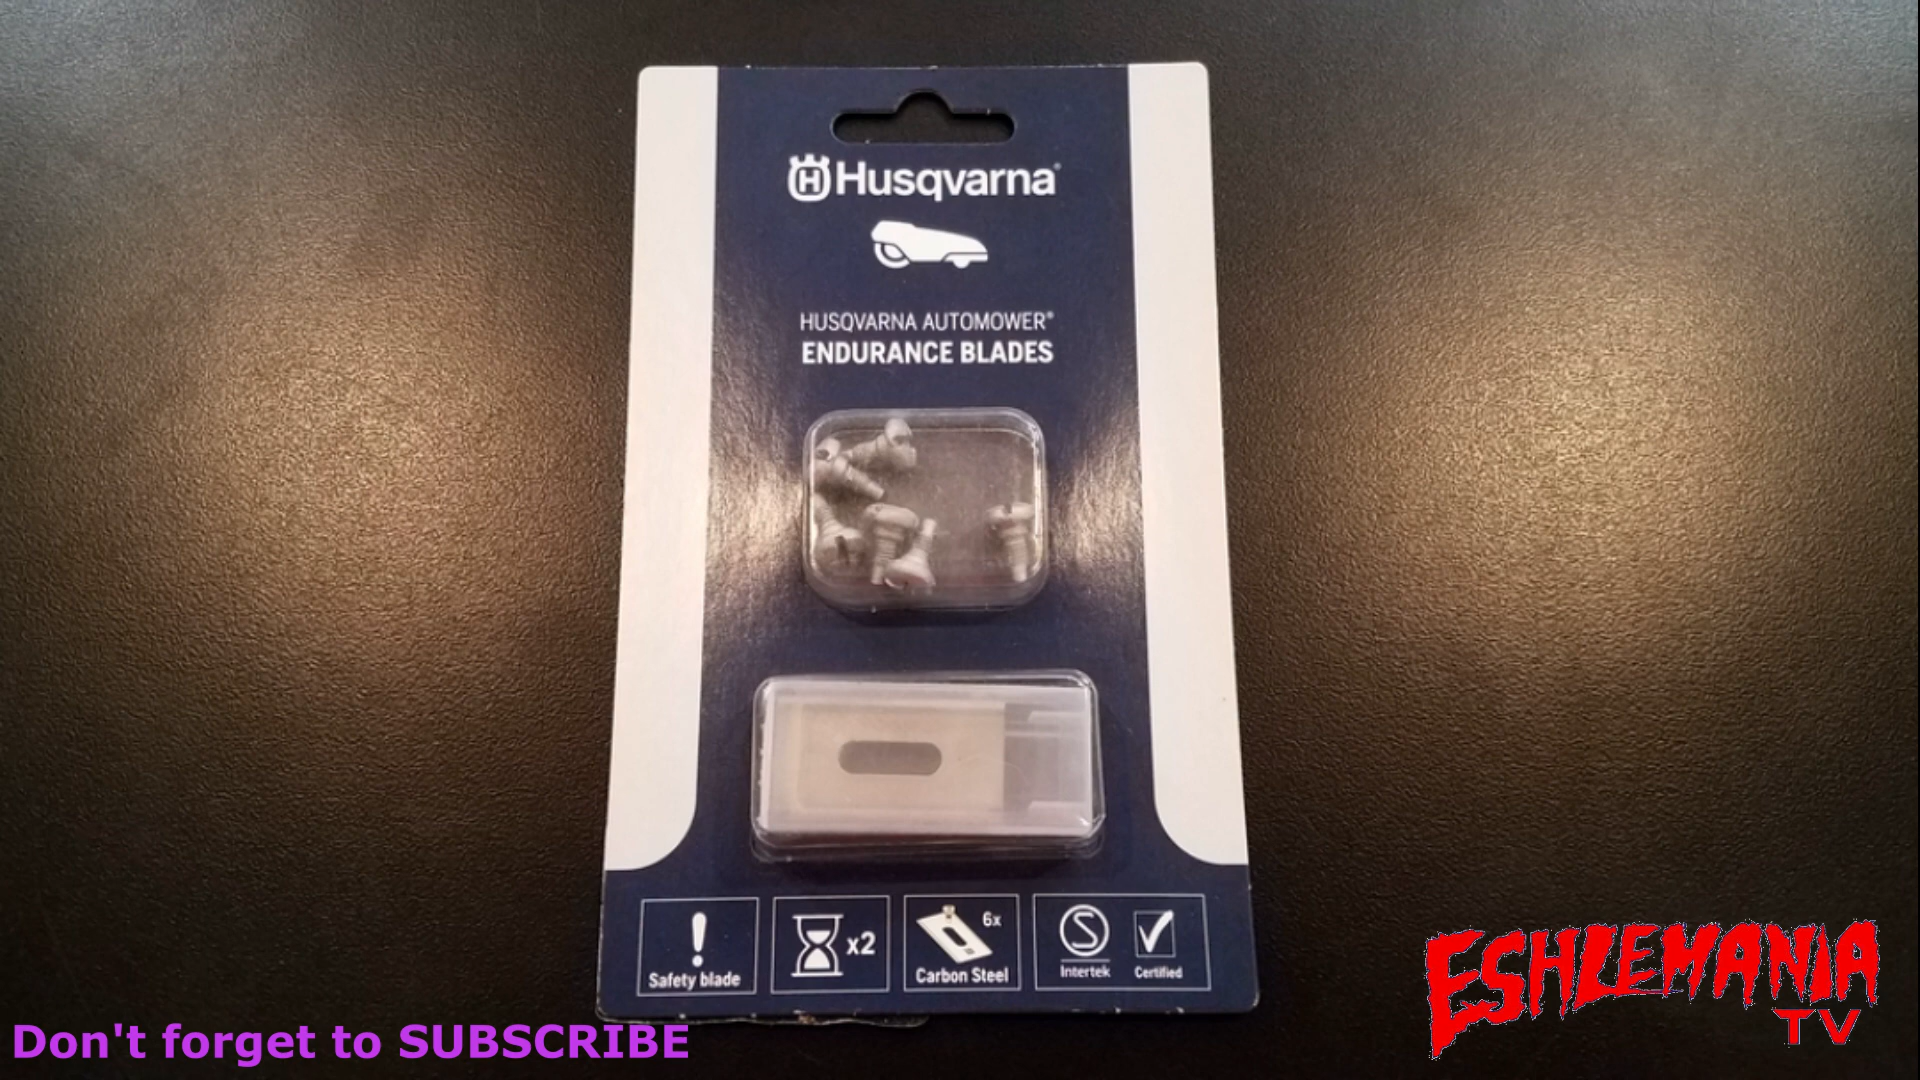 H Husqvarna®
HUSQVARNA AUTOMOWER®
ENDURANCE BLADES
Safety blade
x2
6x
Carbon Steel
S
Intertek
Certified
Don't forget to SUBSCRIBE
ESHLEMANIA
TV